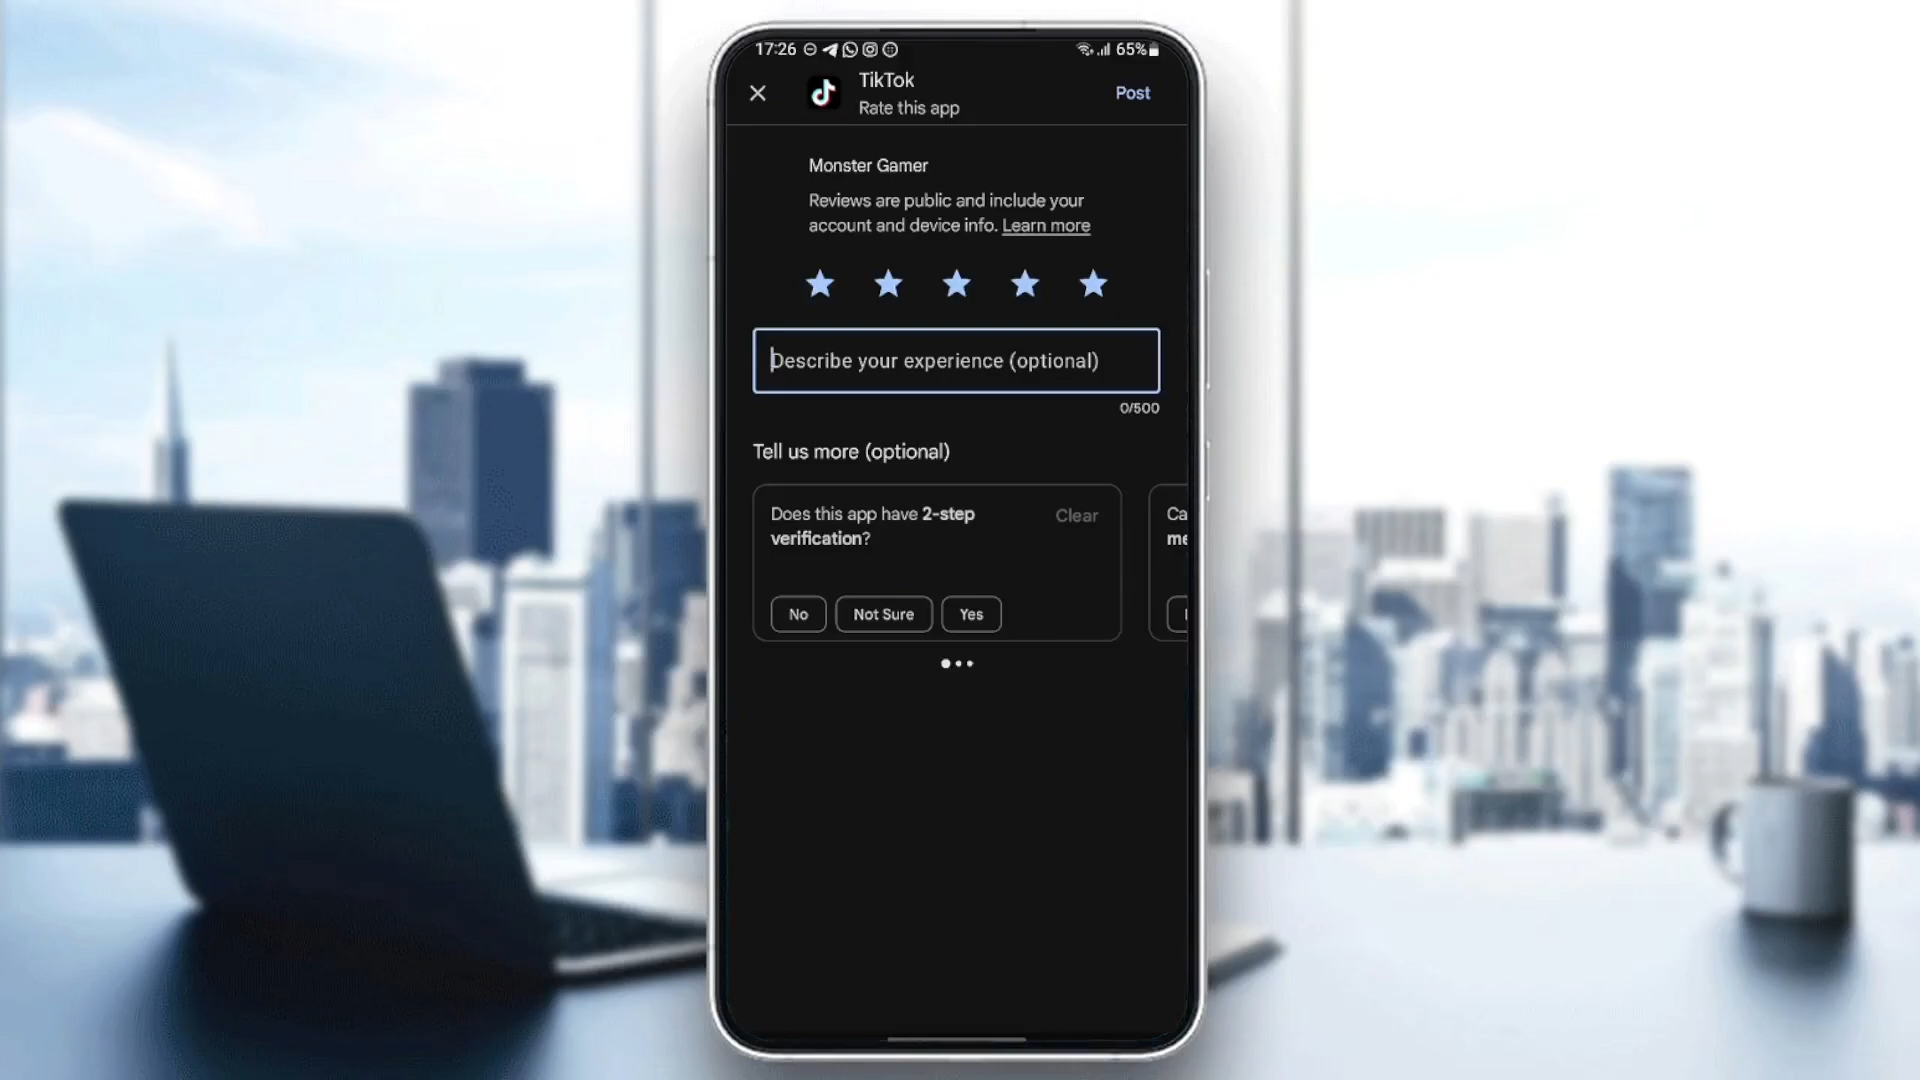 17:26 65%
TikTok
Rate this app
Post
Monster Gamer
Reviews are public and include your
account and device info. Learn more
Describe your experience (optional)
0/500
Tell us more (optional)
Does this app have 2-step
verification?
Clear
No Not Sure Yes
Ca
me